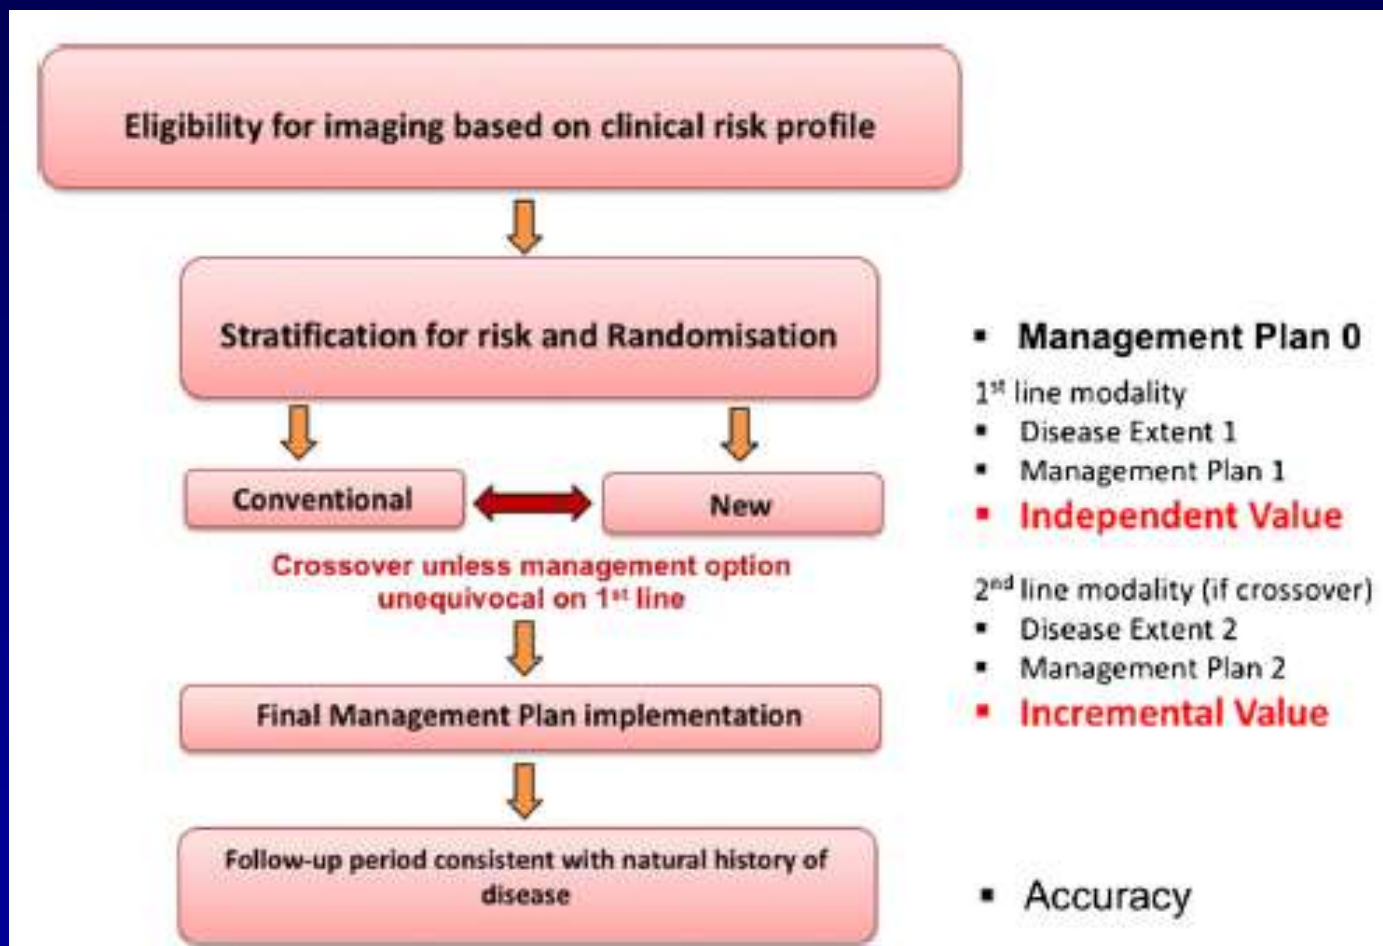 Eligibility for imaging based on clinical risk profile
Stratification for risk and Randomisation
Conventional
New
Crossover unless management option
unequivocal on 1st line
Final Management Plan implementation
Follow-up period consistent with natural history of
disease
▪ Management Plan 0
1st line modality
▪ Disease Extent 1
▪ Management Plan 1
▪ Independent Value
2nd line modality (if crossover)
▪ Disease Extent 2
▪ Management Plan 2
▪ Incremental Value
▪ Accuracy